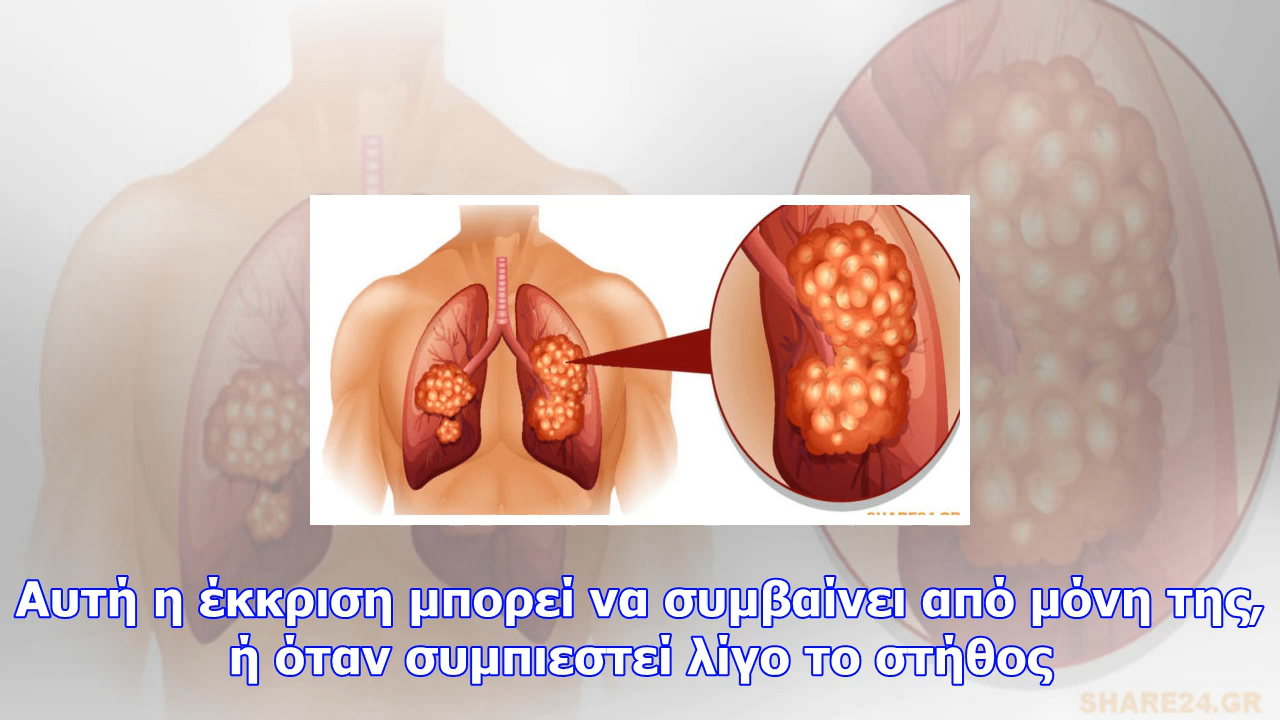 Αυτή η έκκριση μπορεί να συμβαίνει από μόνη της,
ή όταν συμπιεστεί λίγο το στήθος
SHARE24.GR